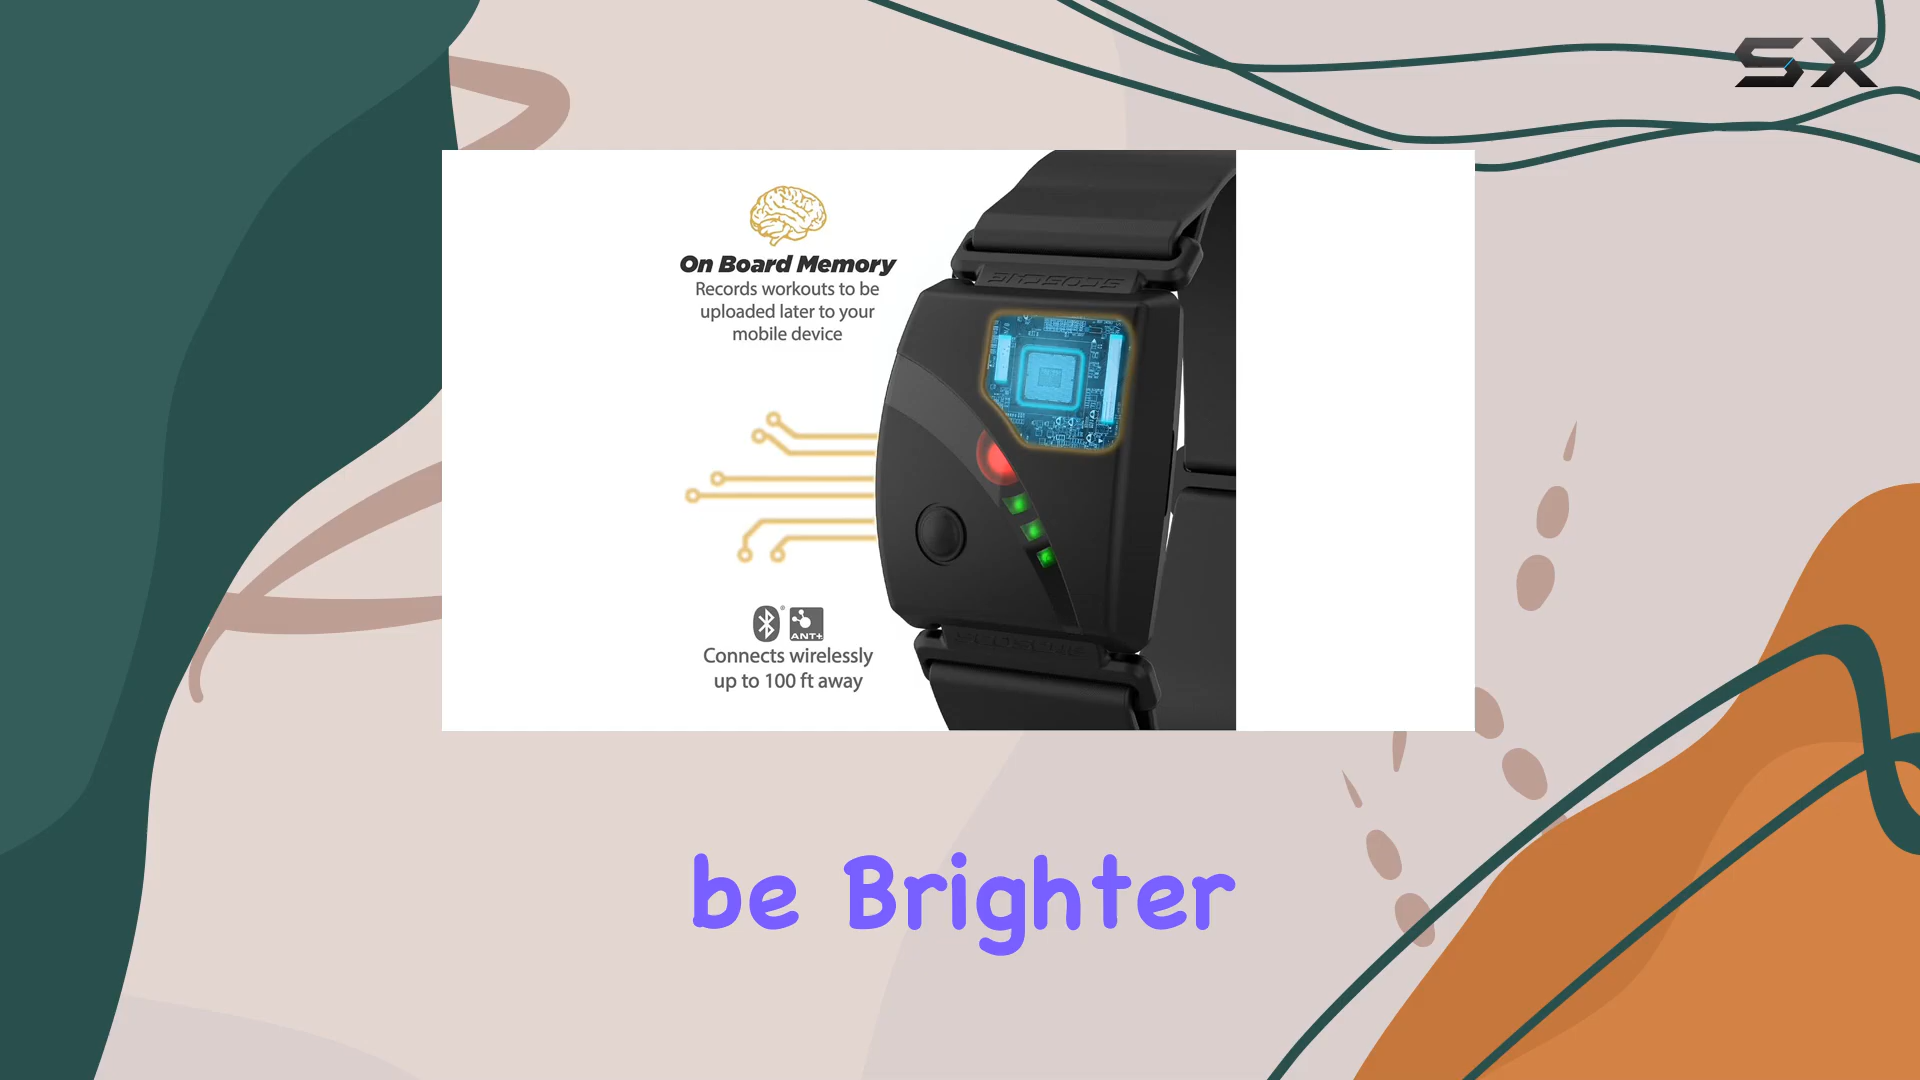 SX
On Board Memory
Records workouts to be
uploaded later to your
mobile device
SCOSCHE
ANT+
Connects wirelessly
up to 100 ft away
be Brighter